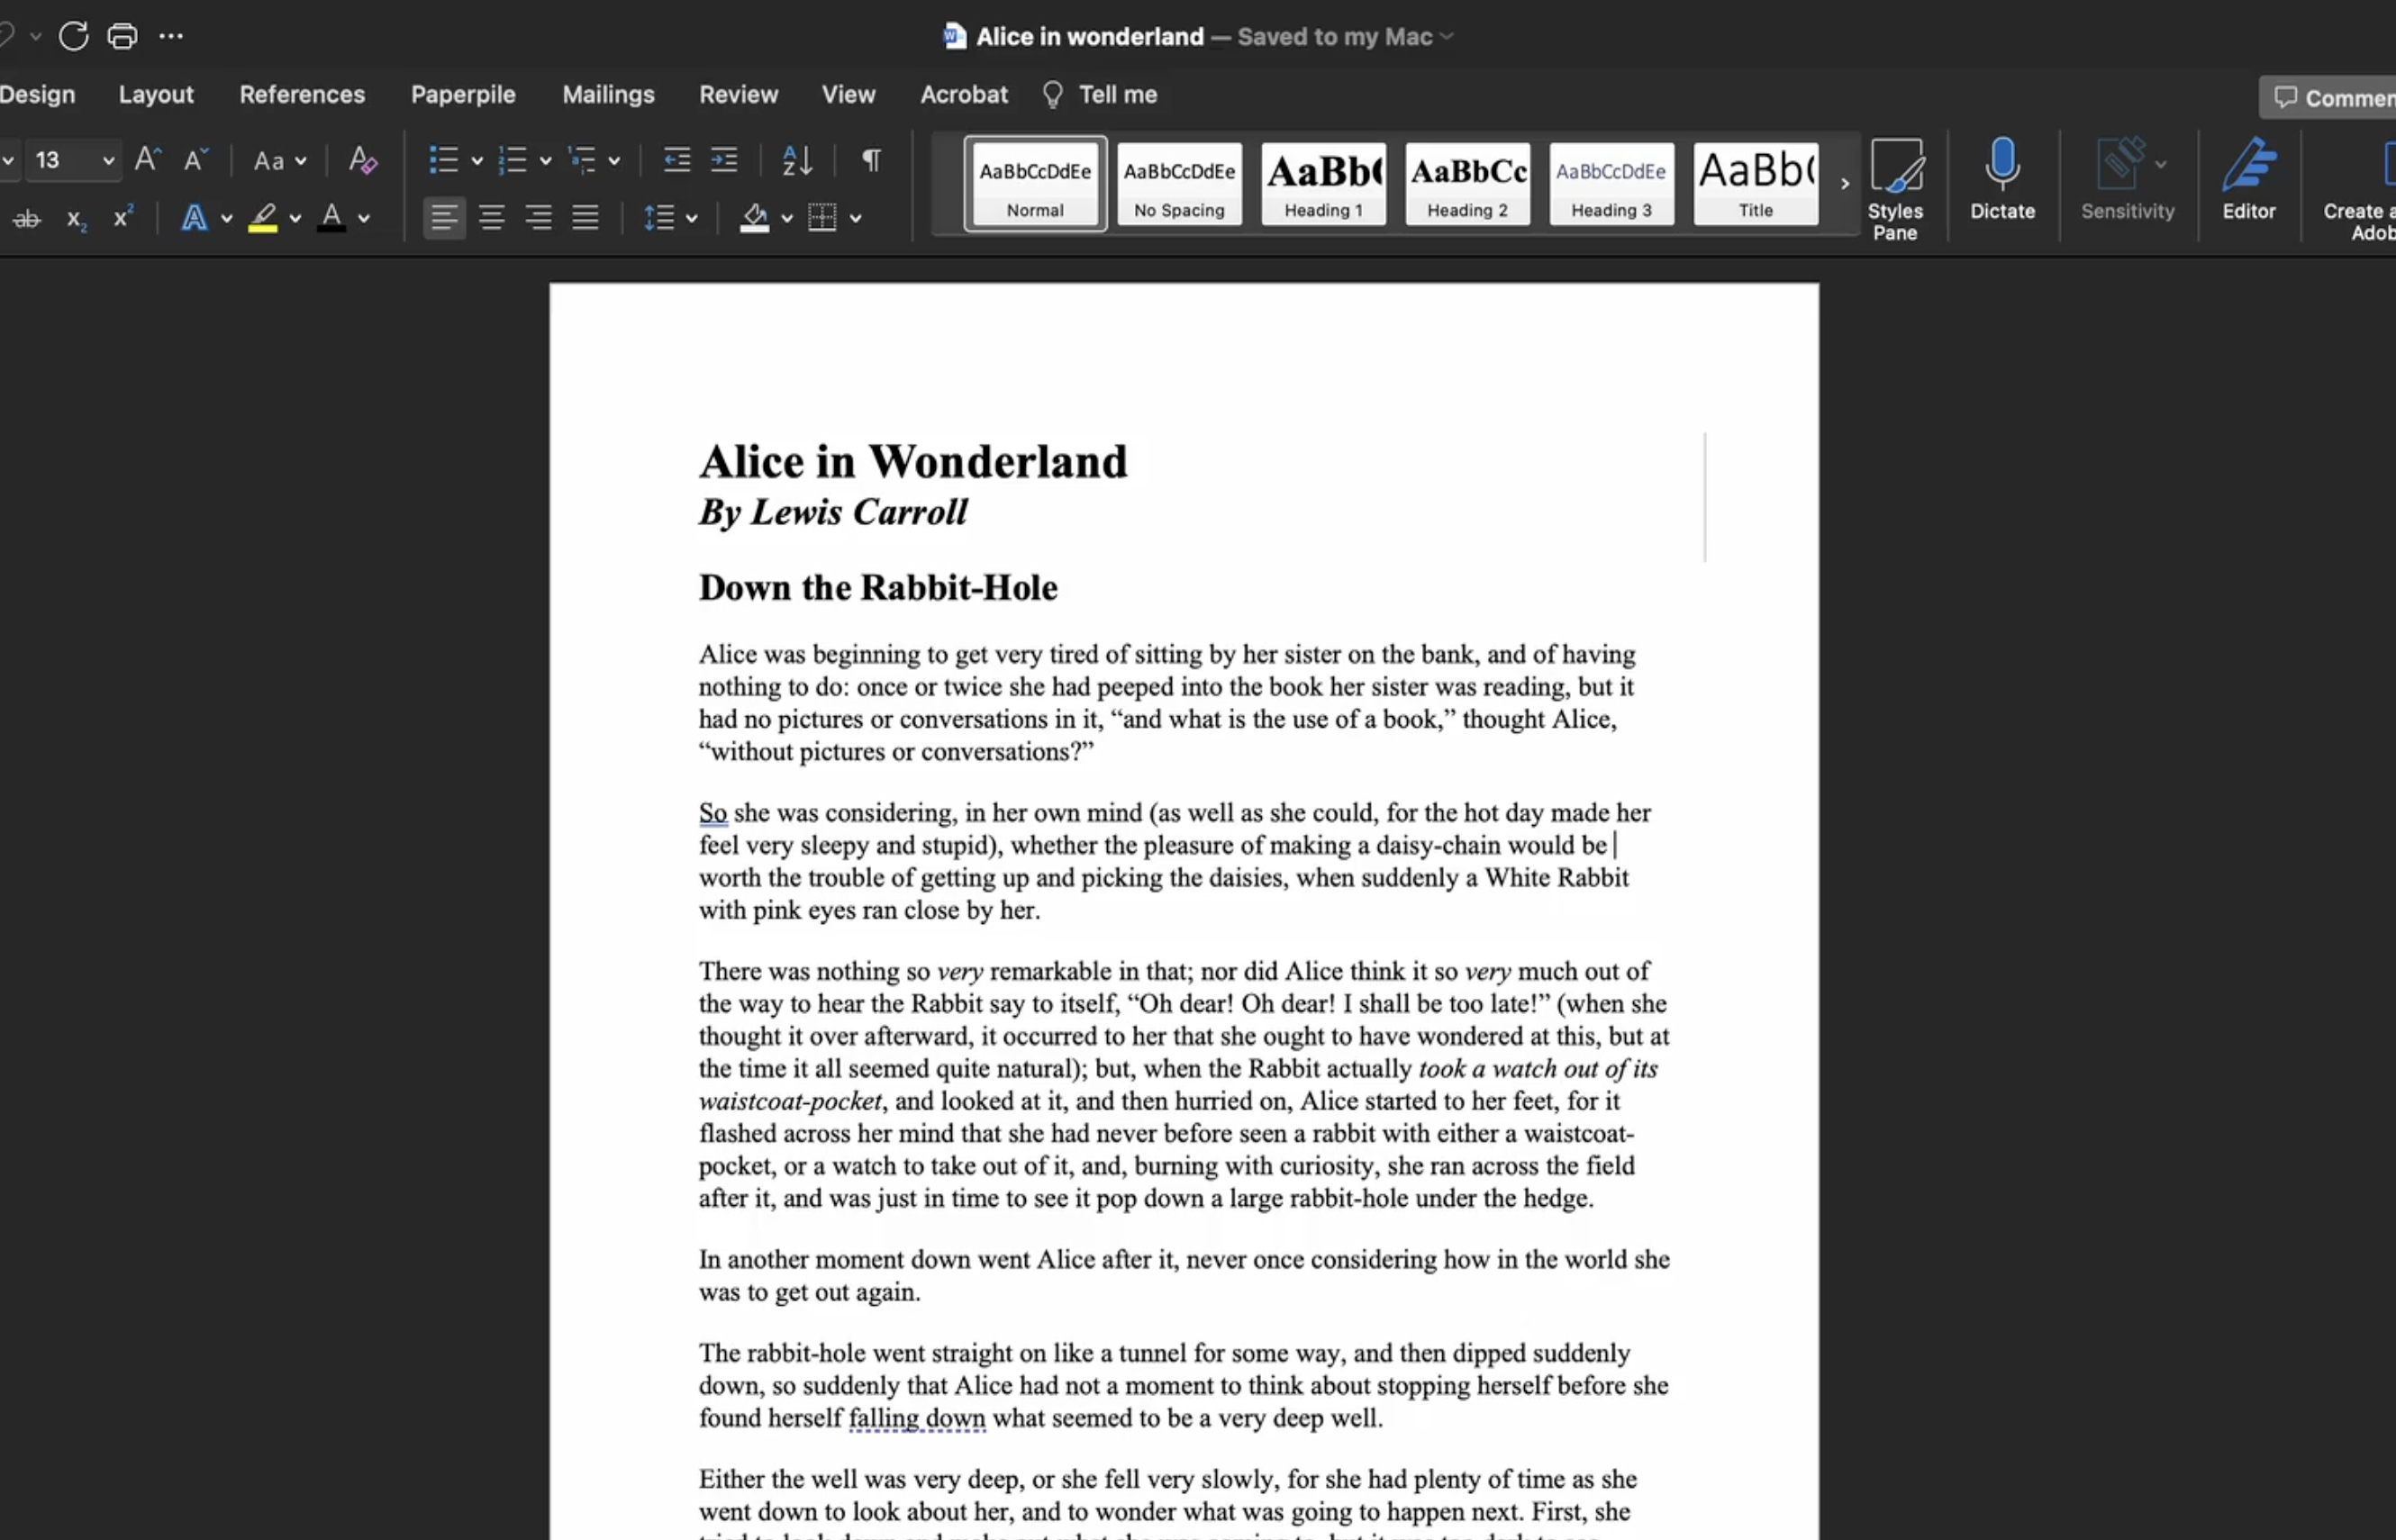 Alice in wonderland — Saved to my Mac
Design Layout References Paperpile Mailings Review View Acrobat Tell me
13 Aa
AaBbCcDdEe AaBbCcDdEe AaBb( AaBbCc AaBbCcDdEe AaBb(
Normal No Spacing Heading 1 Heading 2 Heading 3 Title
Styles Pane
Dictate
Sensitivity
Editor
Alice in Wonderland
By Lewis Carroll
Down the Rabbit-Hole
Alice was beginning to get very tired of sitting by her sister on the bank, and of having
nothing to do: once or twice she had peeped into the book her sister was reading, but it
had no pictures or conversations in it, “and what is the use of a book,” thought Alice,
“without pictures or conversations?”
So she was considering, in her own mind (as well as she could, for the hot day made her
feel very sleepy and stupid), whether the pleasure of making a daisy-chain would be
worth the trouble of getting up and picking the daisies, when suddenly a White Rabbit
with pink eyes ran close by her.
There was nothing so very remarkable in that; nor did Alice think it so very much out of
the way to hear the Rabbit say to itself, “Oh dear! Oh dear! I shall be too late!” (when she
thought it over afterward, it occurred to her that she ought to have wondered at this, but at
the time it all seemed quite natural); but, when the Rabbit actually took a watch out of its
waistcoat-pocket, and looked at it, and then hurried on, Alice started to her feet, for it
flashed across her mind that she had never before seen a rabbit with either a waistcoat-
pocket, or a watch to take out of it, and, burning with curiosity, she ran across the field
after it, and was just in time to see it pop down a large rabbit-hole under the hedge.
In another moment down went Alice after it, never once considering how in the world she
was to get out again.
The rabbit-hole went straight on like a tunnel for some way, and then dipped suddenly
down, so suddenly that Alice had not a moment to think about stopping herself before she
found herself falling down what seemed to be a very deep well.
Either the well was very deep, or she fell very slowly, for she had plenty of time as she
went down to look about her, and to wonder what was going to happen next. First, she